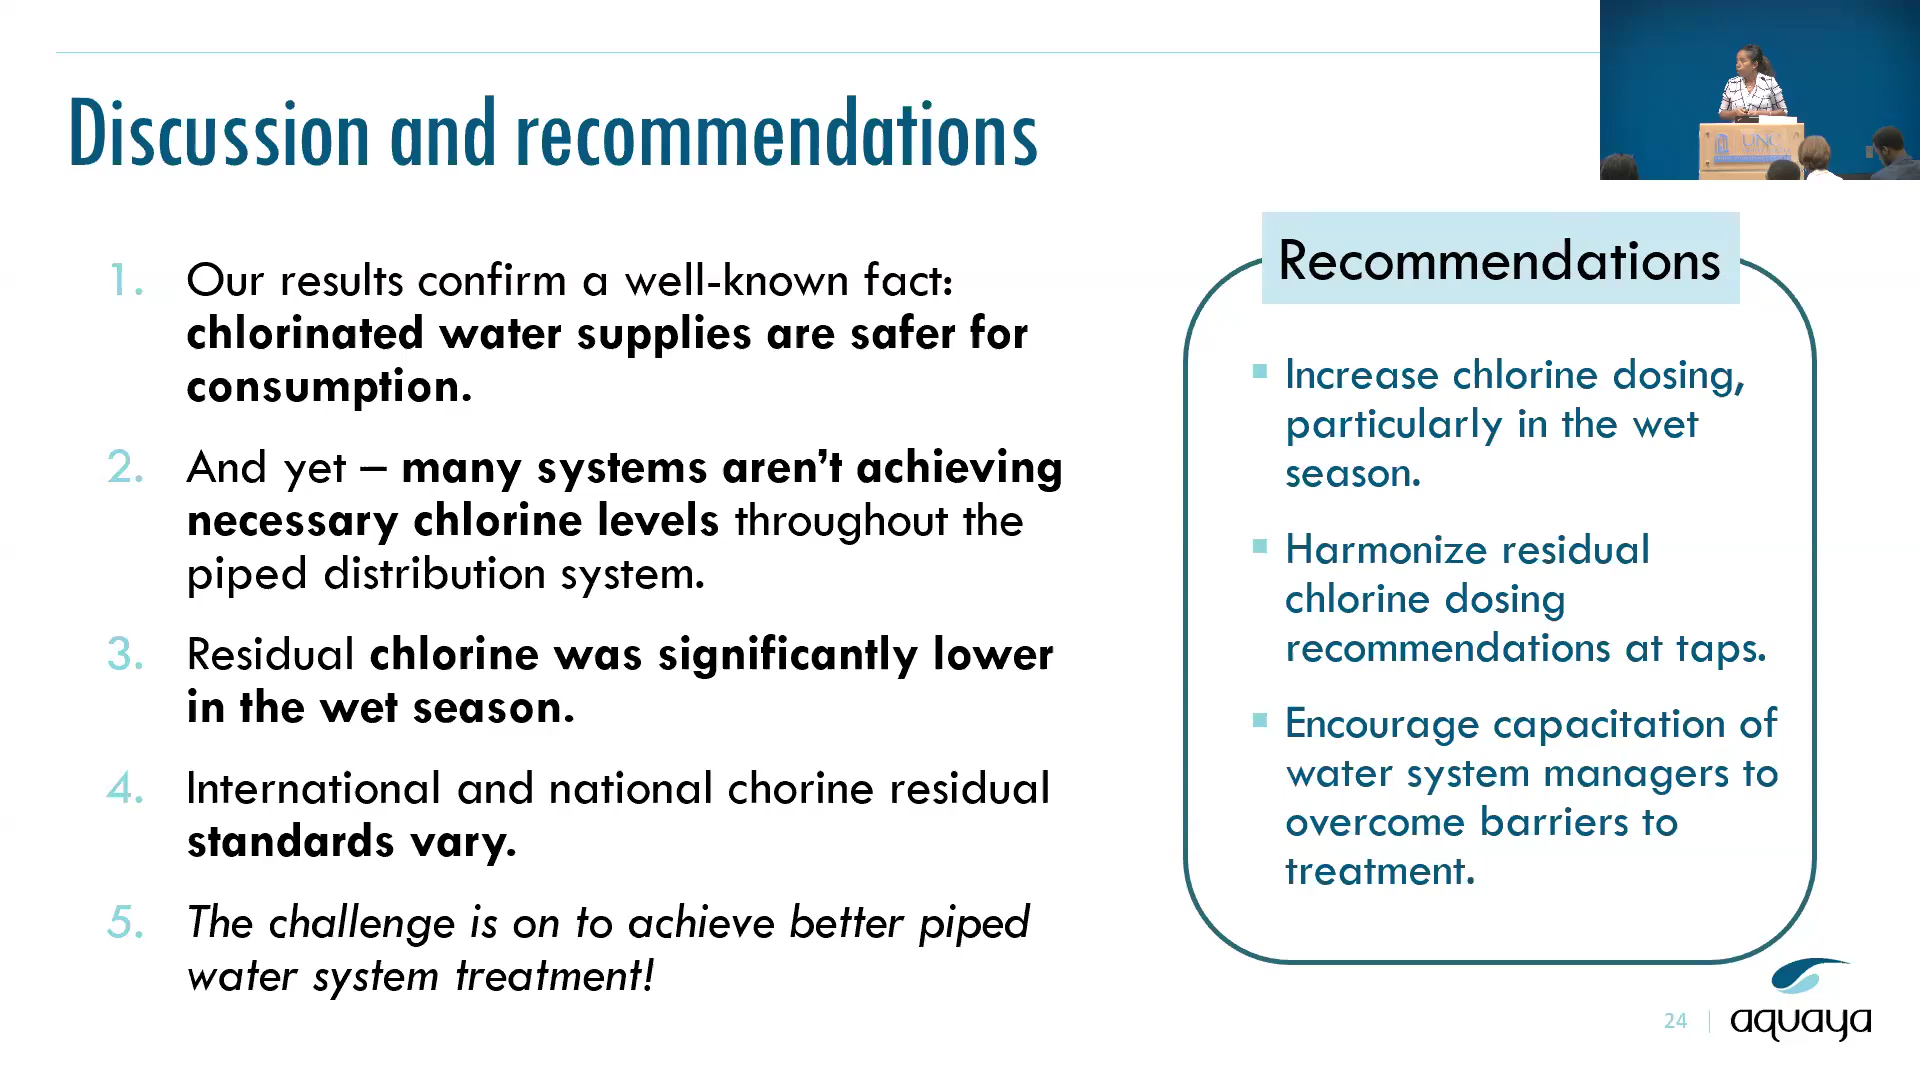 Discussion and recommendations
1. Our results confirm a well-known fact:
chlorinated water supplies are safer for
consumption.
2. And yet – many systems aren't achieving
necessary chlorine levels throughout the
piped distribution system.
3. Residual chlorine was significantly lower
in the wet season.
4. International and national chorine residual
standards vary.
5. The challenge is on to achieve better piped
water system treatment!
Recommendations
▪ Increase chlorine dosing,
particularly in the wet
season.
▪ Harmonize residual
chlorine dosing
recommendations at taps.
▪ Encourage capacitation of
water system managers to
overcome barriers to
treatment.
UNC
24
aquaya